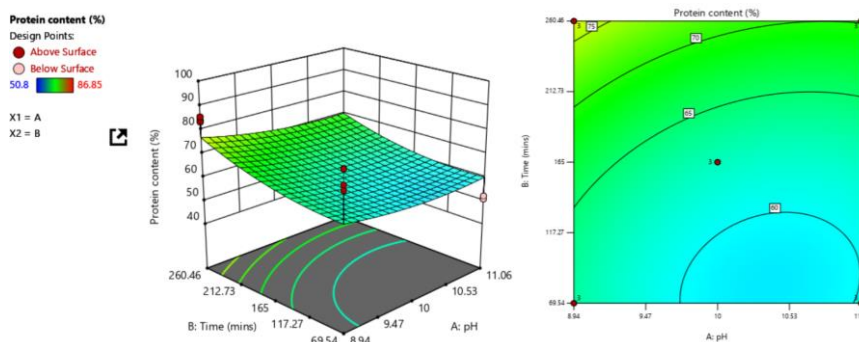 Protein content (%)
Design Points:
Above Surface
Below Surface
50.8 86.85
X1 = A
X2 = B
100
90
80
70
60
50
40
Protein content (%)
260.46
212.73
165
117.27
69.54
B: Time (mins)
11.06
10.53
10
9.47
8.94
A: pH
Protein content (%)
260.46
212.73
165
117.27
69.54
B: Time (mins)
3
75
70
65
3
60
3
8.94
9.47
10
10.53
A: pH